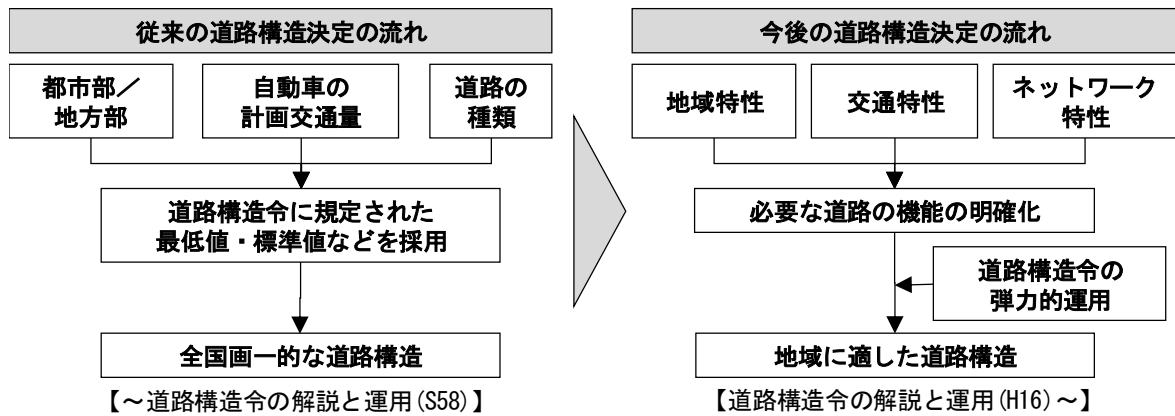 従来の道路構造決定の流れ
都市部／
地方部
自動車の
計画交通量
道路の
種類
道路構造令に規定された
最低値・標準値などを採用
全国画一的な道路構造
【～道路構造令の解説と運用(S58)】
今後の道路構造決定の流れ
地域特性
交通特性
ネットワーク
特性
必要な道路の機能の明確化
道路構造令の
弾力的運用
地域に適した道路構造
【道路構造令の解説と運用(H16)～】